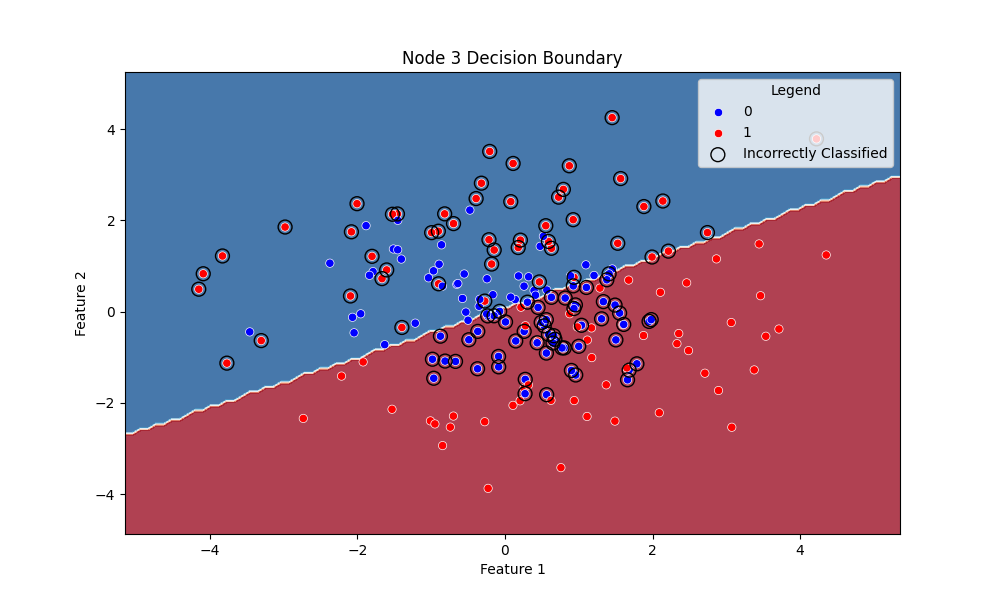 Node 3 Decision Boundary
Legend
0
1
Incorrectly Classified
Feature 2
4
2
0
−2
−4
−4
−2
0
2
4
Feature 1